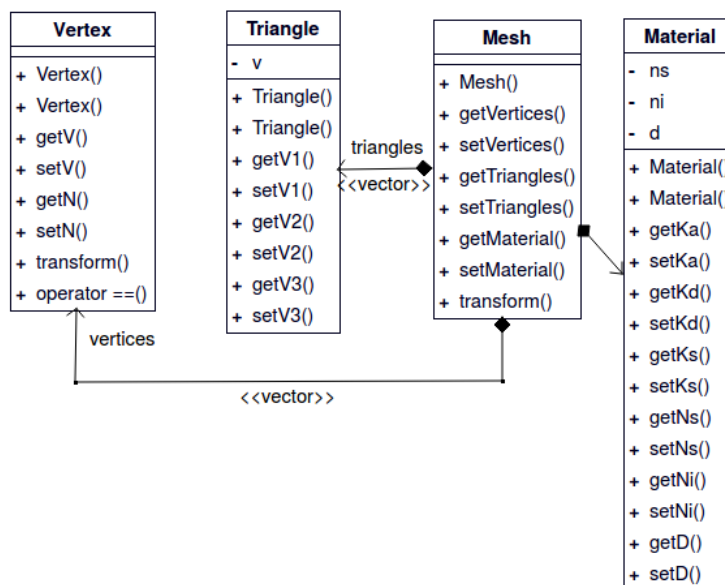 Vertex
+ Vertex()
+ Vertex()
+ getV()
+ setV()
+ getN()
+ setN()
+ transform()
+ operator ==()
Triangle
- v
+ Triangle()
+ Triangle()
+ getV1()
+ setV1()
+ getV2()
+ setV2()
+ getV3()
+ setV3()
triangles
<<vector>>
Mesh
+ Mesh()
+ getVertices()
+ setVertices()
+ getTriangles()
+ setTriangles()
+ getMaterial()
+ setMaterial()
+ transform()
vertices
<<vector>>
Material
- ns
- ni
- d
+ Material()
+ Material()
+ getKa()
+ setKa()
+ getKd()
+ setKd()
+ getKs()
+ setKs()
+ getNs()
+ setNs()
+ getNi()
+ setNi()
+ getD()
+ setD()